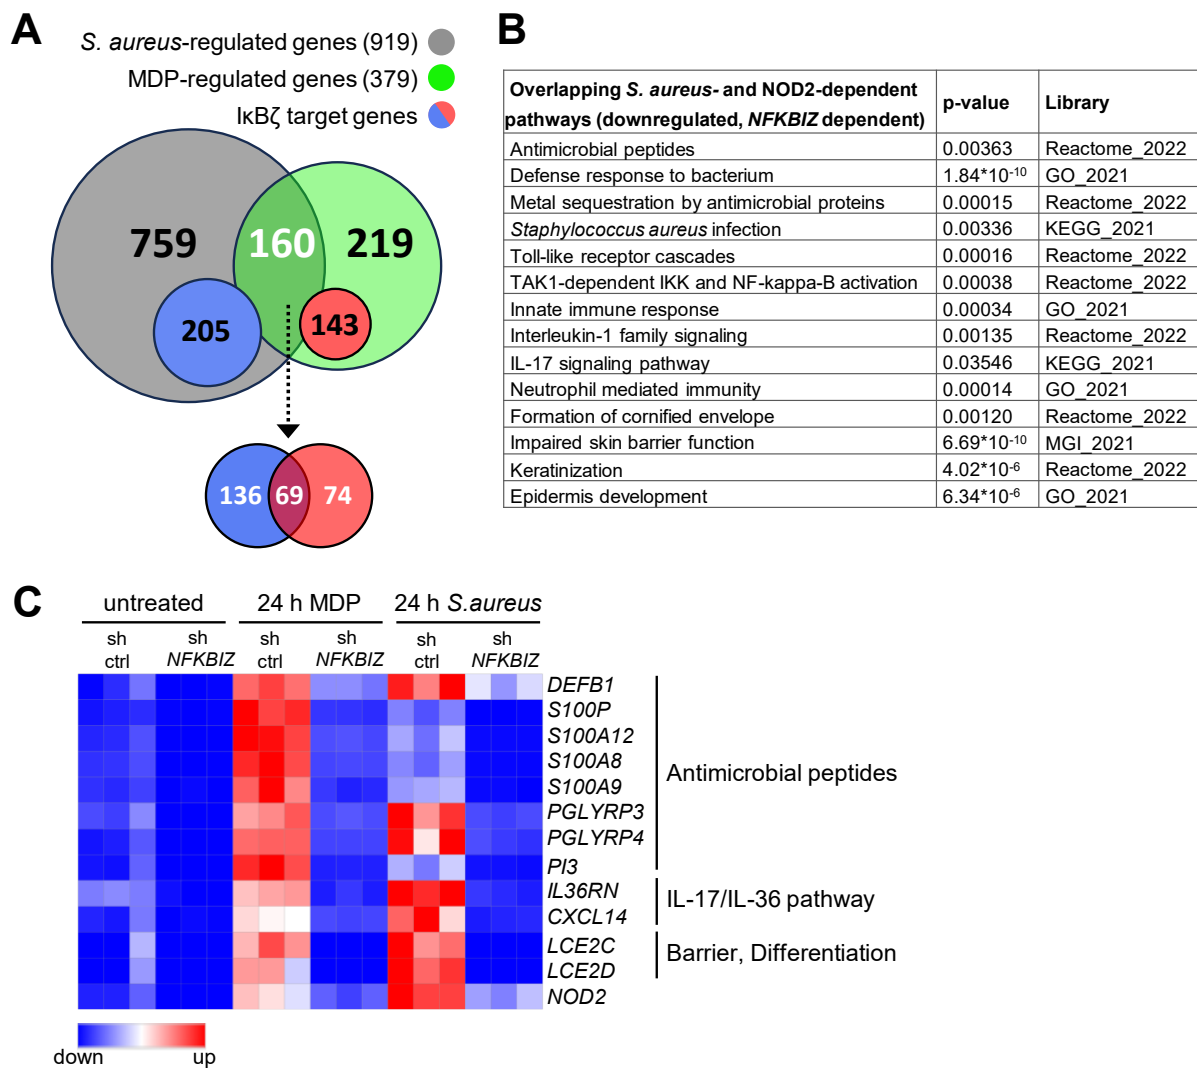 A
S. aureus-regulated genes (919)
MDP-regulated genes (379)
IκBζ target genes
759
160
219
205
143
136
69
74
B
Overlapping S. aureus- and NOD2-dependent
pathways (downregulated, NFKBIZ dependent)
p-value
Library
Antimicrobial peptides 0.00363 Reactome_2022
Defense response to bacterium 1.84*10⁻¹⁰ GO_2021
Metal sequestration by antimicrobial proteins 0.00015 Reactome_2022
Staphylococcus aureus infection 0.00336 KEGG_2021
Toll-like receptor cascades 0.00016 Reactome_2022
TAK1-dependent IKK and NF-kappa-B activation 0.00038 Reactome_2022
Innate immune response 0.00034 GO_2021
Interleukin-1 family signaling 0.00135 Reactome_2022
IL-17 signaling pathway 0.03546 KEGG_2021
Neutrophil mediated immunity 0.00014 GO_2021
Formation of cornified envelope 0.00120 Reactome_2022
Impaired skin barrier function 6.69*10⁻¹⁰ MGI_2021
Keratinization 4.02*10⁻⁶ Reactome_2022
Epidermis development 6.34*10⁻⁶ GO_2021
C
untreated 24 h MDP 24 h S.aureus
sh sh sh sh sh sh
ctrl NFKBIZ ctrl NFKBIZ ctrl NFKBIZ
DEFB1
S100P
S100A12
S100A8
S100A9
PGLYRP3
PGLYRP4
PI3
Antimicrobial peptides
IL36RN
CXCL14
IL-17/IL-36 pathway
LCE2C
LCE2D
Barrier, Differentiation
NOD2
down up